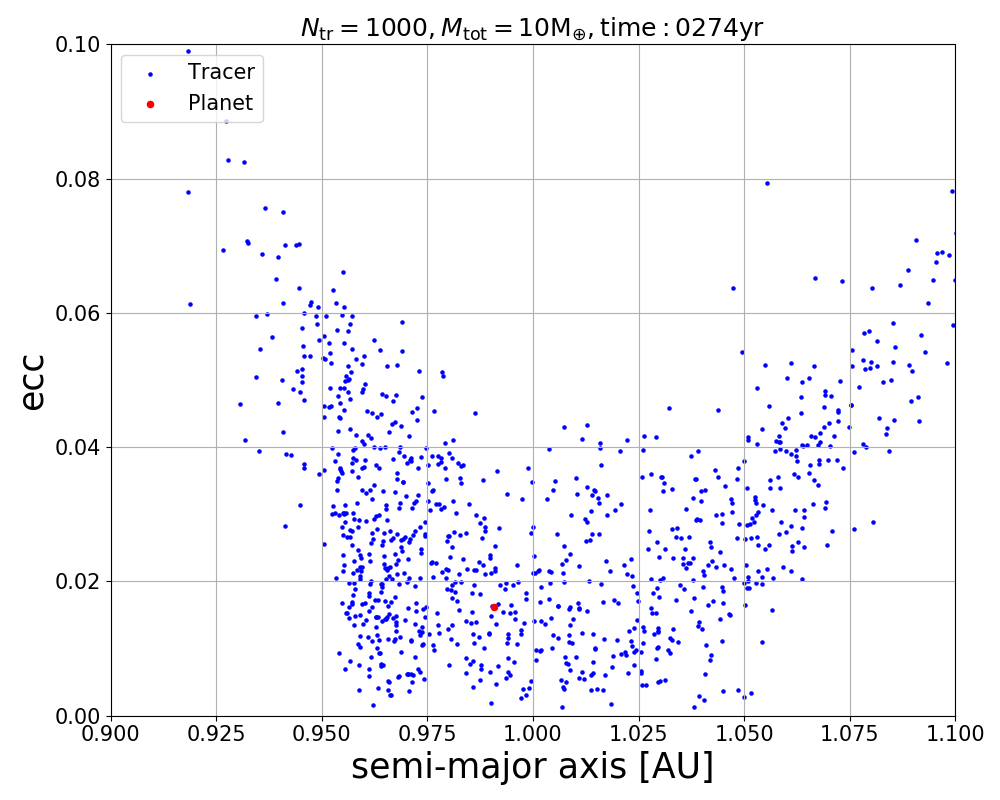 N_tr = 1000, M_tot = 10M_⊕, time : 0274yr
Tracer
Planet
0.10
0.08
0.06
0.04
0.02
0.00
ecc
0.900 0.925 0.950 0.975 1.000 1.025 1.050 1.075 1.100
semi-major axis [AU]